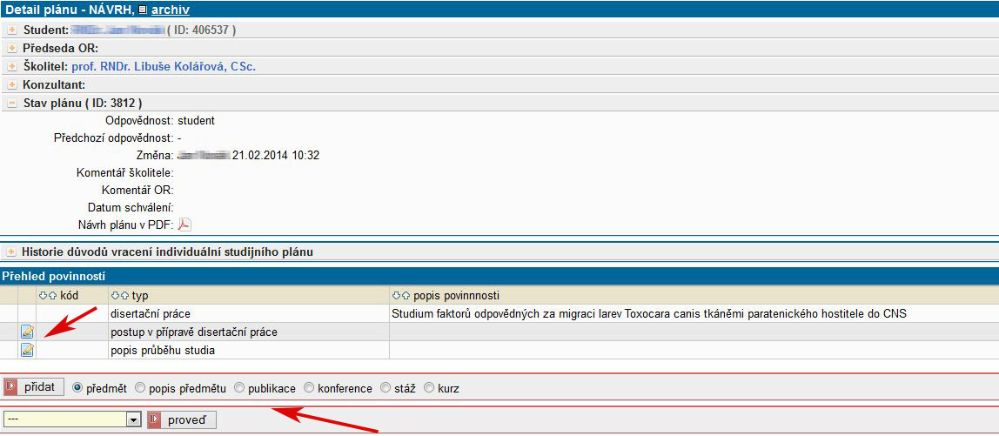 Detail plánu - NÁVRH, archiv
Student: ( ID: 406537 )
Předseda OR:
Školitel: prof. RNDr. Libuše Kolářová, CSc.
Konzultant:
Stav plánu ( ID: 3812 )
Odpovědnost: student
Předchozí odpovědnost: -
Změna: 21.02.2014 10:32
Komentář školitele:
Komentář OR:
Datum schválení:
Návrh plánu v PDF:
Historie důvodů vracení individuální studijního plánu
Přehled povinností
kód typ popis povinnnosti
disertační práce Studium faktorů odpovědných za migraci larev Toxocara canis tkáněmi paratenického hostitele do CNS
postup v přípravě disertační práce
popis průběhu studia
přidat předmět popis předmětu publikace konference stáž kurz
--- proveď